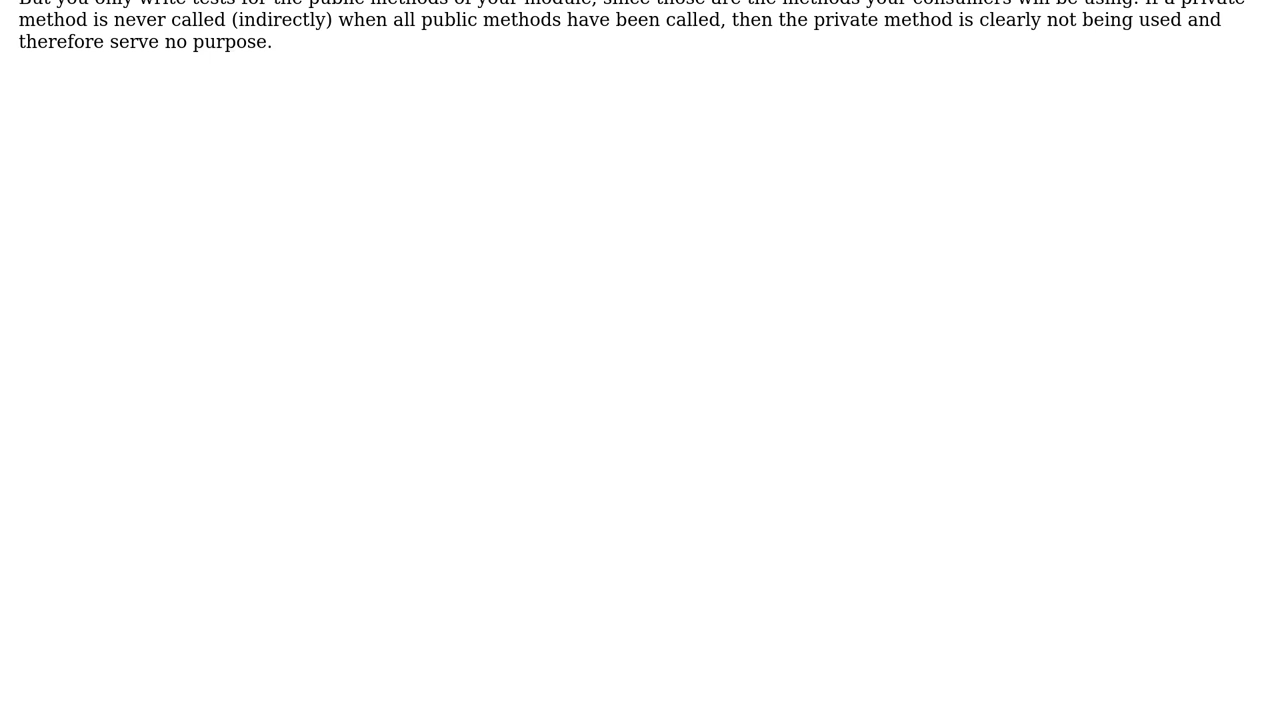 But you only write tests for the public methods of your module, since those are the methods your consumers will be using. If a private
method is never called (indirectly) when all public methods have been called, then the private method is clearly not being used and
therefore serve no purpose.